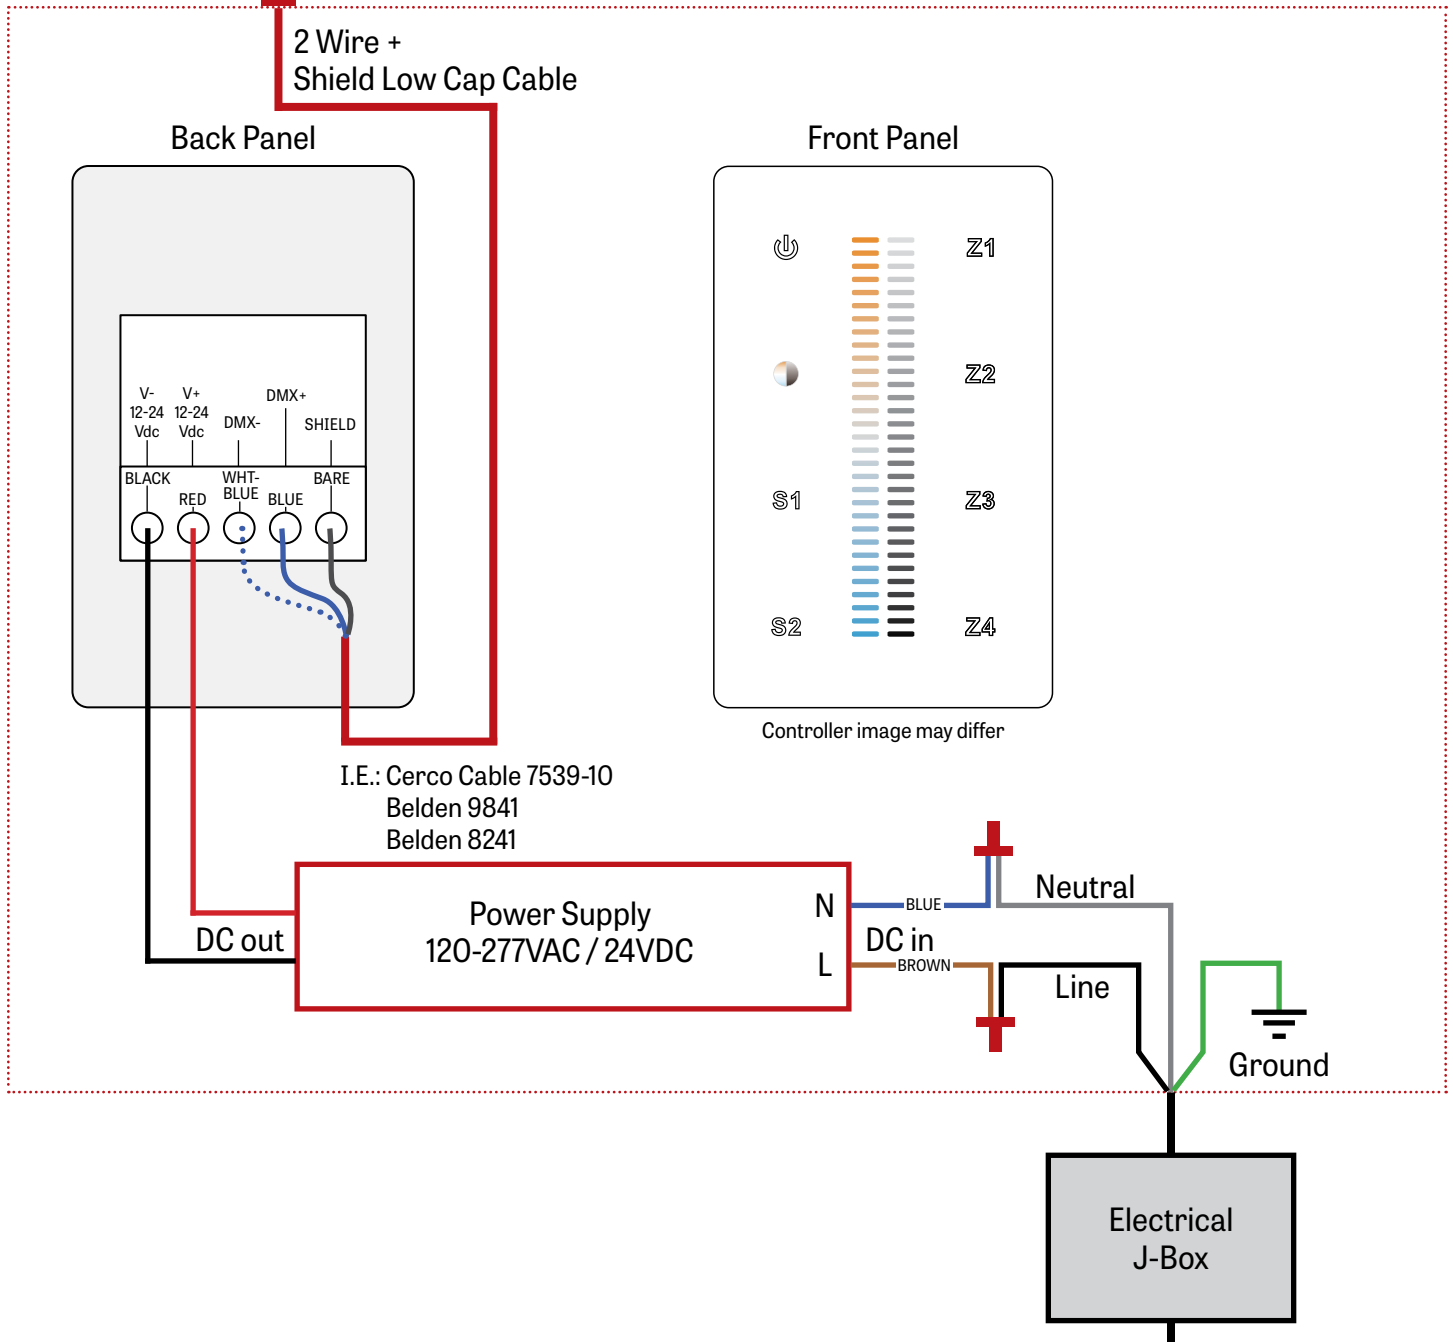 2 Wire +
Shield Low Cap Cable
Back Panel
Front Panel
V-
12-24
Vdc
V+
12-24
Vdc
DMX-
DMX+
SHIELD
BLACK
RED
WHT-
BLUE
BLUE
BARE
Z1
Z2
S1
Z3
S2
Z4
Controller image may differ
I.E.: Cerco Cable 7539-10
Belden 9841
Belden 8241
DC out
Power Supply
120-277VAC / 24VDC
N
L
BLUE
DC in
BROWN
Neutral
Line
Ground
Electrical
J-Box